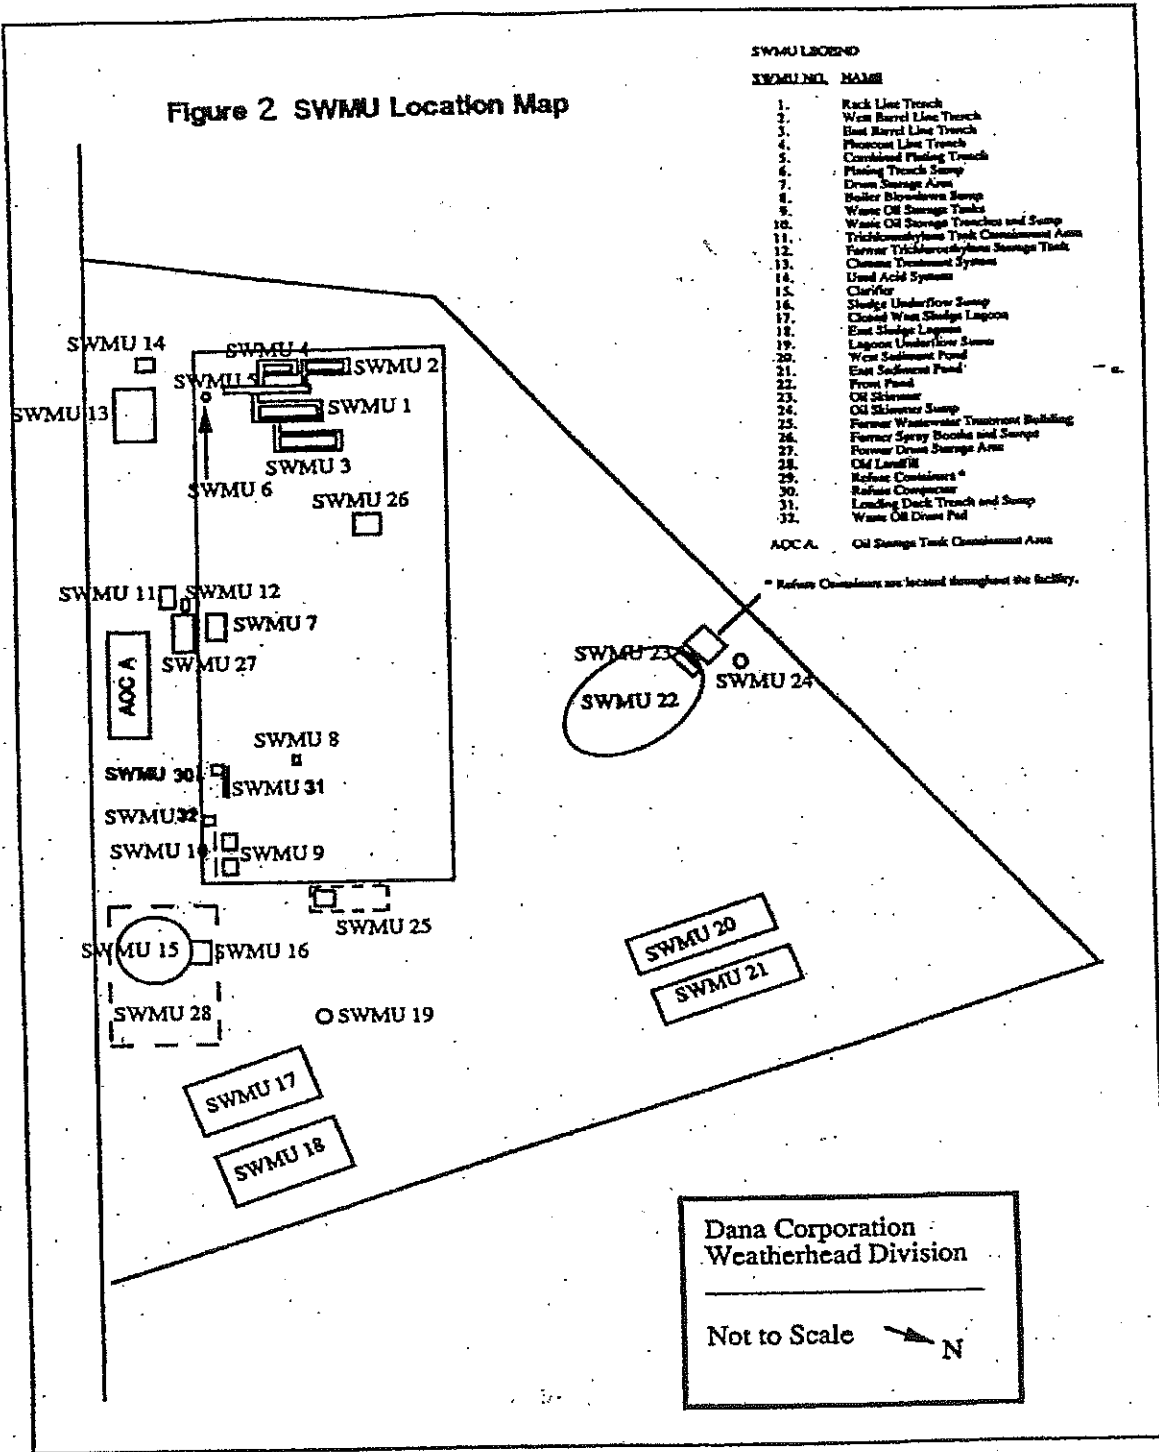 SWMU LEGEND
SWMU NO. NAME
Figure 2 SWMU Location Map
1. Rack Line Trench
2. West Barrel Line Trench
3. East Barrel Line Trench
4. Phoscoat Line Trench
5. Combined Plating Trench
6. Plating Trench Sump
7. Drum Storage Area
8. Boiler Blowdown Sump
9. Waste Oil Storage Tanks
10. Waste Oil Storage Trenches and Sump
11. Trichloroethylene Tank Containment Area
12. Former Trichloroethylene Storage Tank
13. Chrome Treatment System
14. Used Acid System
15. Clarifier
16. Sludge Underflow Sump
17. Closed West Sludge Lagoon
18. East Sludge Lagoon
19. Lagoon Underflow Sump
20. West Sediment Pond
21. East Sediment Pond
22. Front Pond
23. Oil Skimmer
24. Oil Skimmer Sump
25. Former Wastewater Treatment Building
26. Former Spray Booths and Sumps
27. Former Drum Storage Area
28. Old Landfill
29. Refuse Containers *
30. Refuse Compactor
31. Loading Dock Trench and Sump
32. Waste Oil Drum Pad
AOC A. Oil Storage Tank Containment Area
* Refuse Containers are located throughout the facility.
SWMU 14
SWMU 4
SWMU 2
SWMU 5
SWMU 13
SWMU 1
SWMU 3
SWMU 6
SWMU 26
SWMU 11
SWMU 12
SWMU 7
SWMU 27
AOC A
SWMU 23
SWMU 24
SWMU 22
SWMU 8
SWMU 30
SWMU 31
SWMU 32
SWMU 1
SWMU 9
SWMU 25
SWMU 20
SWMU 15
SWMU 16
SWMU 21
SWMU 28
SWMU 19
SWMU 17
SWMU 18
Dana Corporation
Weatherhead Division
Not to Scale
N